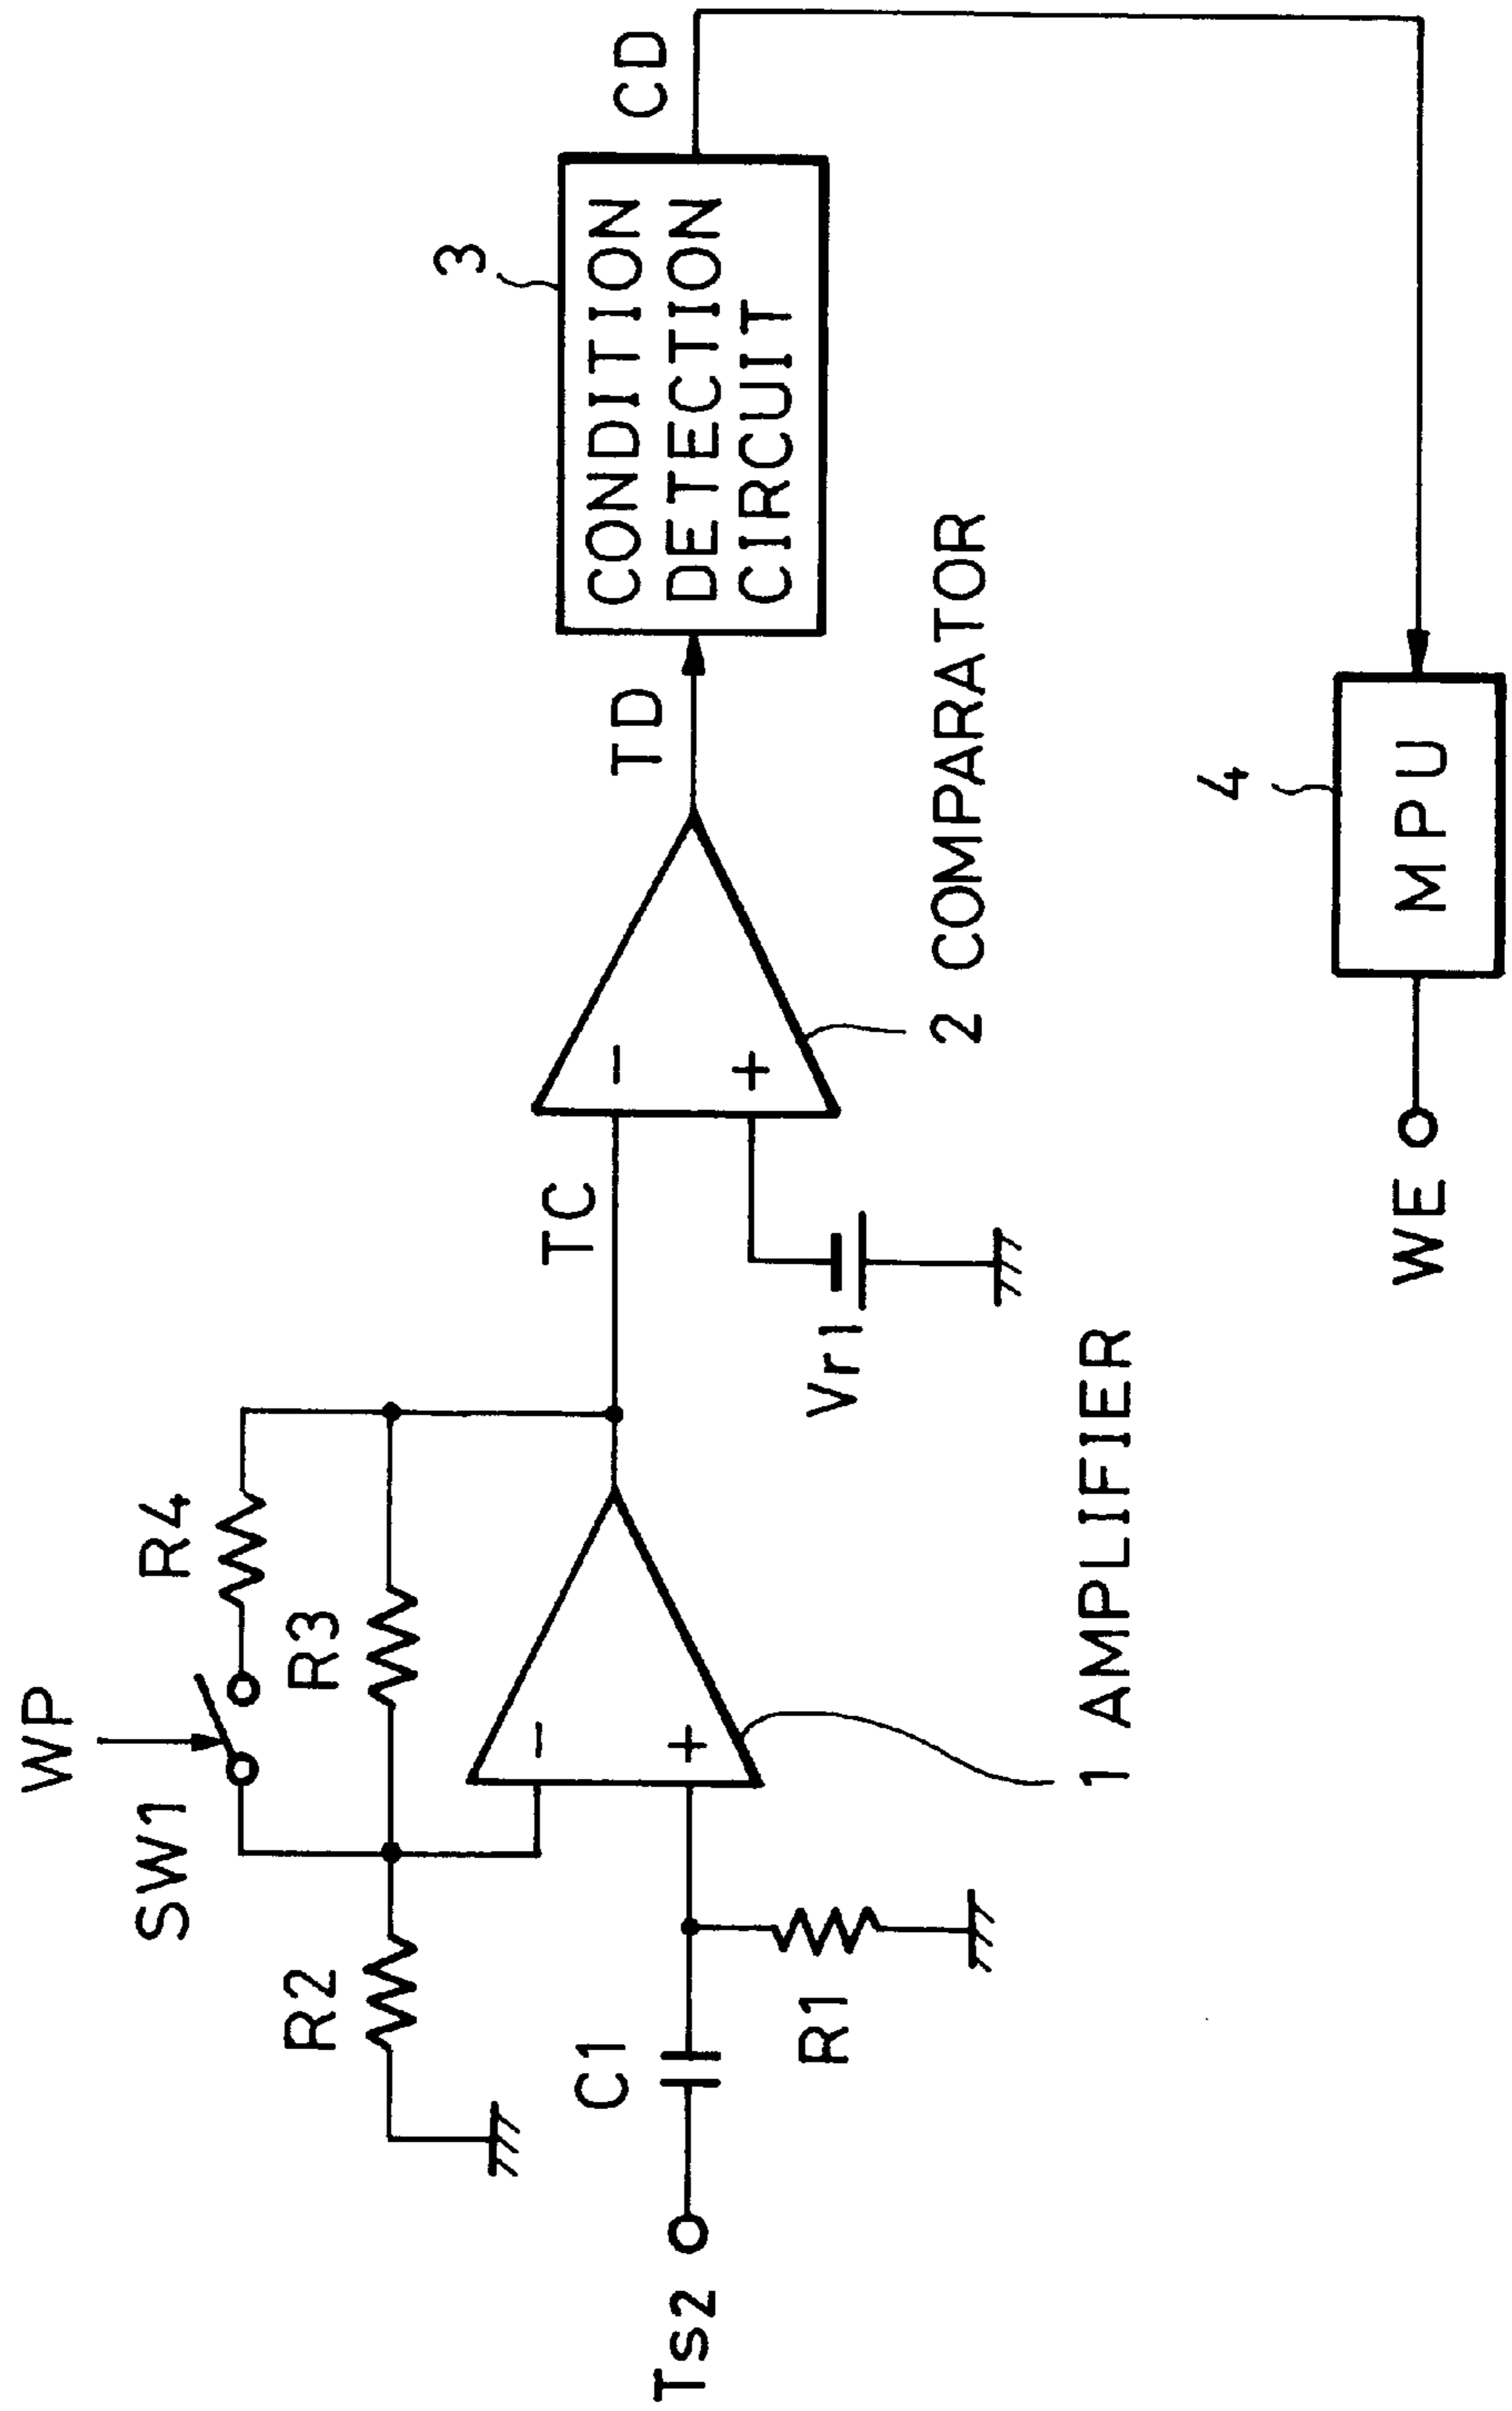 WP
SW1
R4
R2
R3
C1
R1
Ts2
1 AMPLIFIER
TC
Vr1
2 COMPARATOR
TD
3
CONDITION
DETECTION
CIRCUIT
CD
4
MPU
WE
-
+
-
+